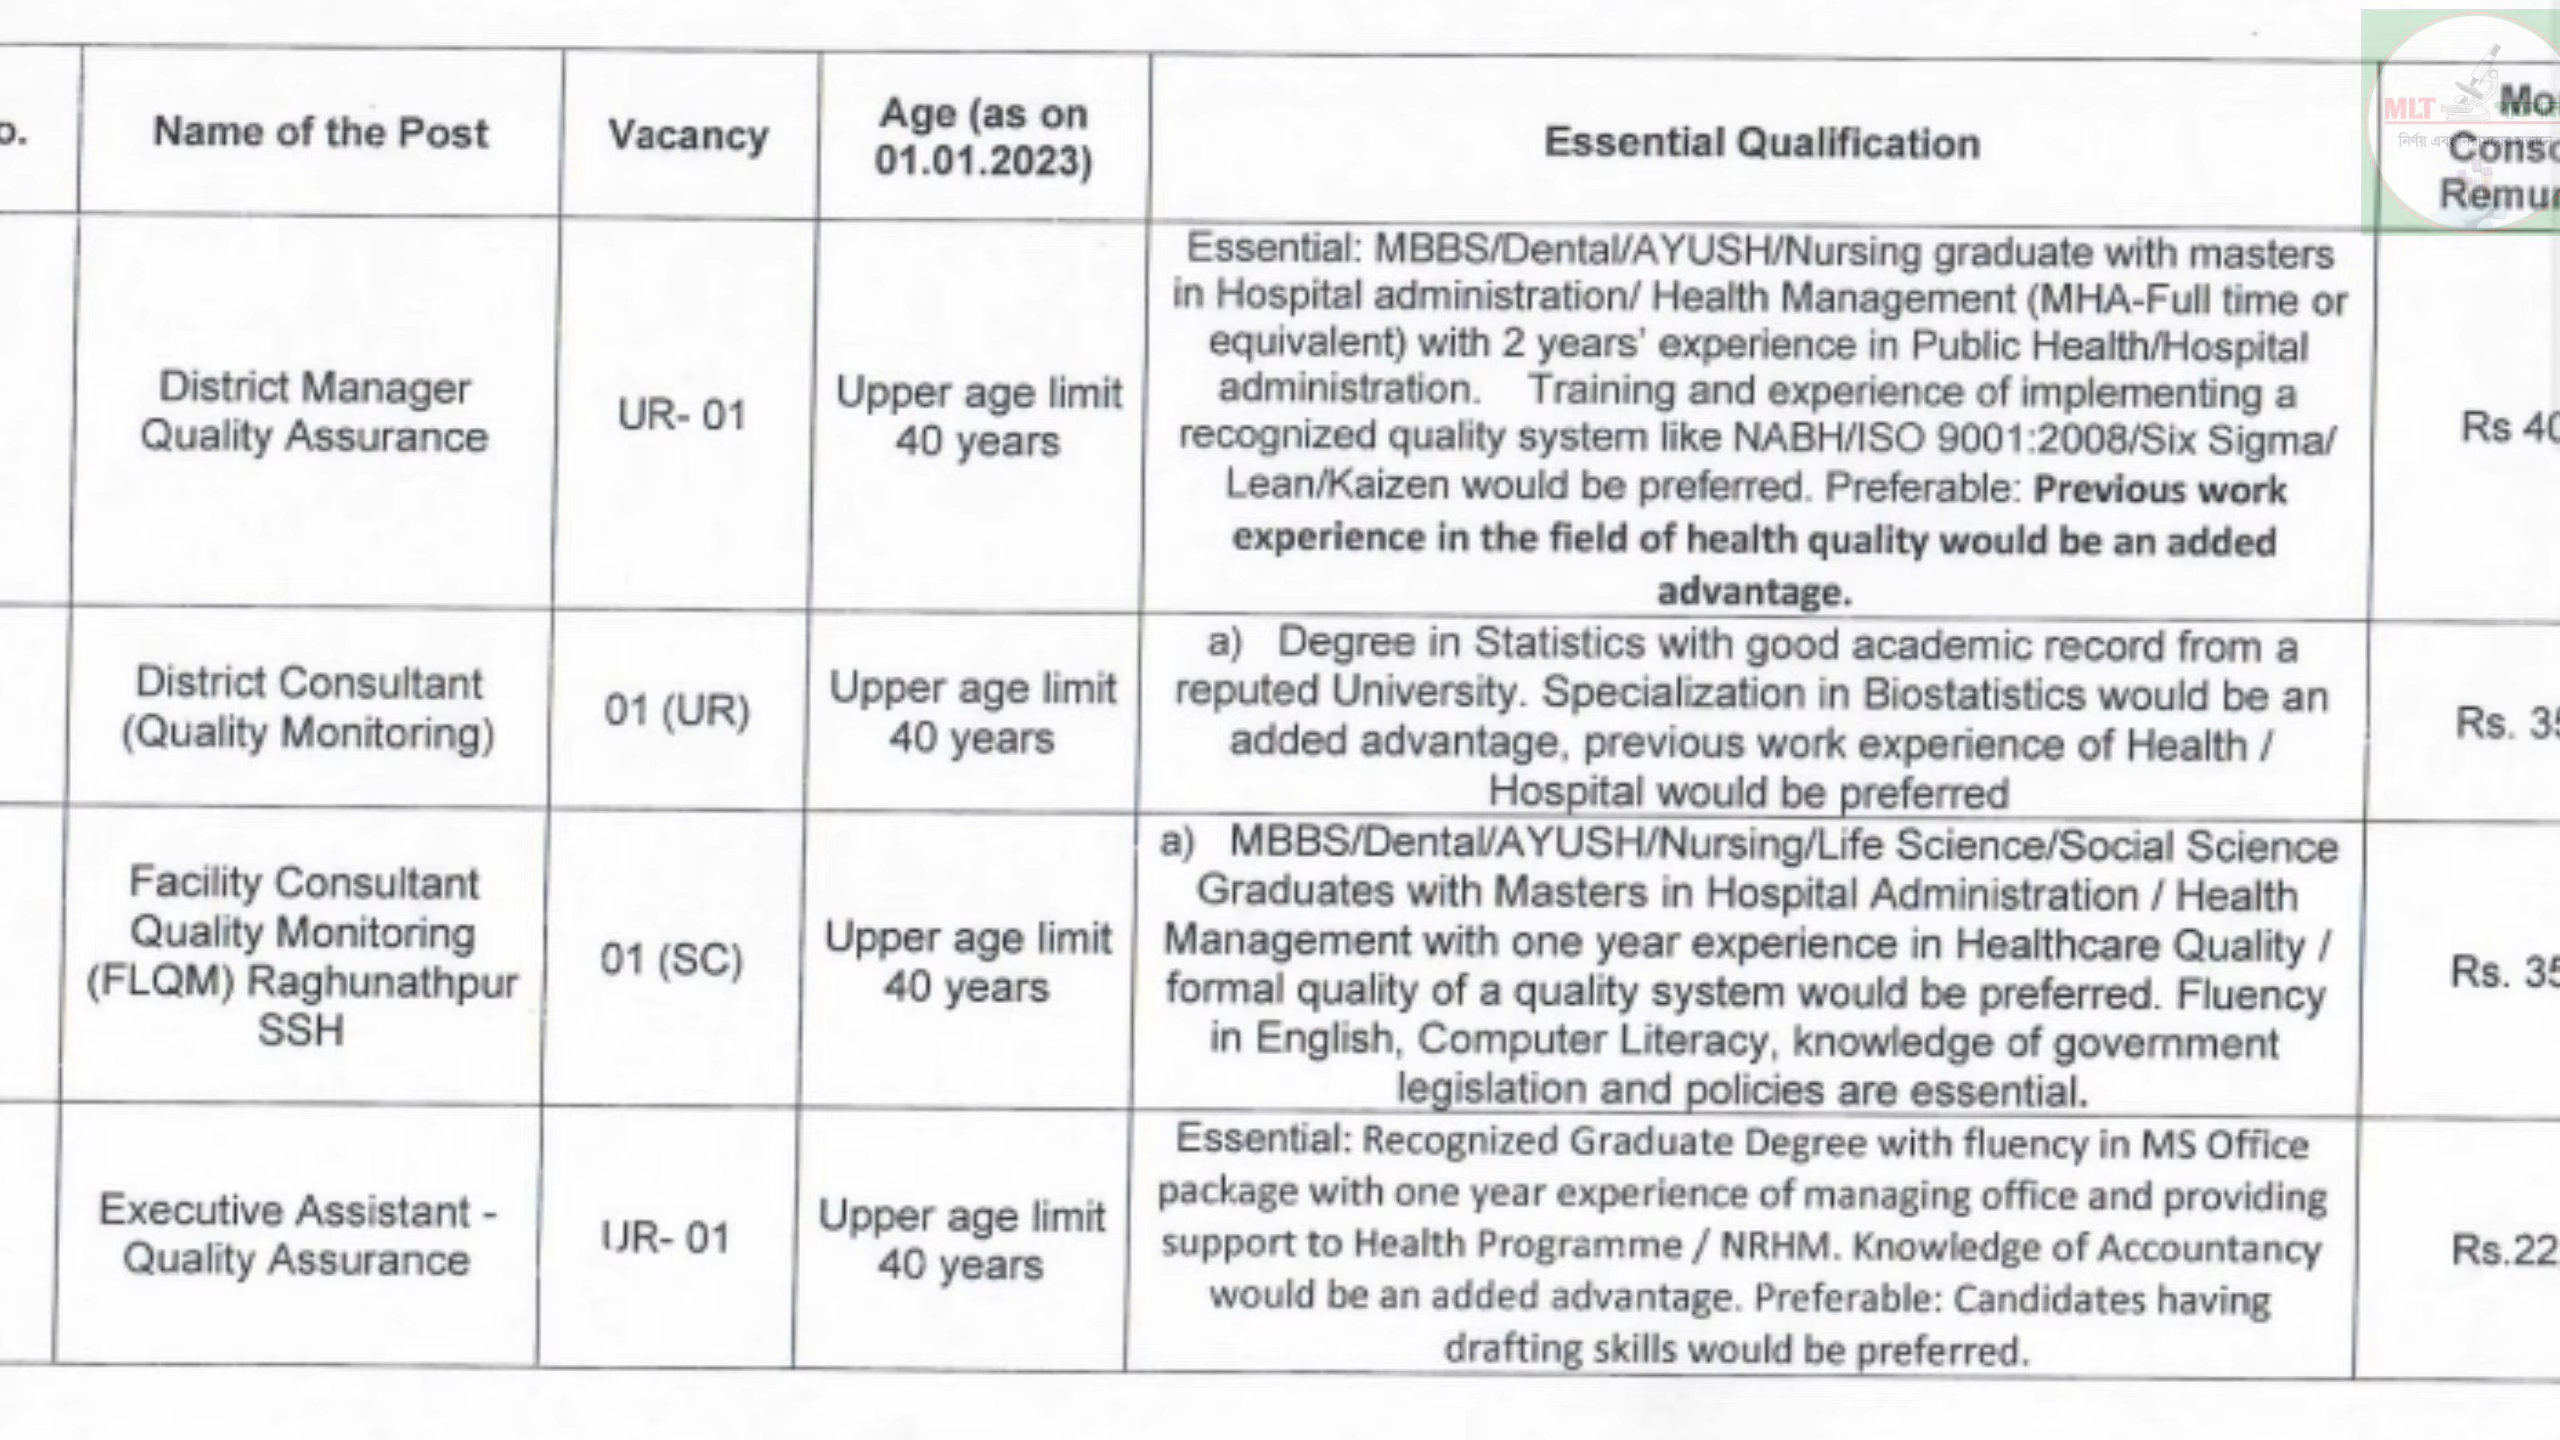 o.
Name of the Post
Vacancy
Age (as on
01.01.2023)
Essential Qualification
Mo
Conso
Remun
MLT
নির্ণয়
District Manager
Quality Assurance
UR- 01
Upper age limit
40 years
Essential: MBBS/Dental/AYUSH/Nursing graduate with masters
in Hospital administration/ Health Management (MHA-Full time or
equivalent) with 2 years' experience in Public Health/Hospital
administration. Training and experience of implementing a
recognized quality system like NABH/ISO 9001:2008/Six Sigma/
Lean/Kaizen would be preferred. Preferable: Previous work
experience in the field of health quality would be an added
advantage.
Rs 40
District Consultant
(Quality Monitoring)
01 (UR)
Upper age limit
40 years
a) Degree in Statistics with good academic record from a
reputed University. Specialization in Biostatistics would be an
added advantage, previous work experience of Health /
Hospital would be preferred
Rs. 35
Facility Consultant
Quality Monitoring
(FLQM) Raghunathpur
SSH
01 (SC)
Upper age limit
40 years
a) MBBS/Dental/AYUSH/Nursing/Life Science/Social Science
Graduates with Masters in Hospital Administration / Health
Management with one year experience in Healthcare Quality /
formal quality of a quality system would be preferred. Fluency
in English, Computer Literacy, knowledge of government
legislation and policies are essential.
Rs. 35
Executive Assistant -
Quality Assurance
UR- 01
Upper age limit
40 years
Essential: Recognized Graduate Degree with fluency in MS Office
package with one year experience of managing office and providing
support to Health Programme / NRHM. Knowledge of Accountancy
would be an added advantage. Preferable: Candidates having
drafting skills would be preferred.
Rs.22